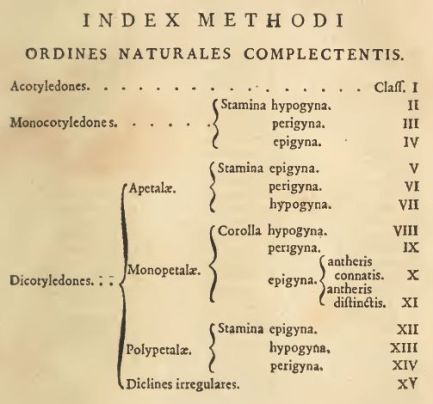 INDEX METHODI
ORDINES NATURALES COMPLECTENTIS.
Acotyledones. . . . . . . . . . . . . . . . Claſſ. I
Stamina hypogyna. II
Monocotyledones. . . . . . perigyna. III
epigyna. IV
Stamina epigyna. V
Apetalæ. perigyna. VI
hypogyna. VII
Corolla hypogyna. VIII
perigyna. IX
Dicotyledones. : : Monopetalæ. epigyna. antheris connatis. X
antheris diſtinctis. XI
Stamina epigyna. XII
Polypetalæ. hypogyna. XIII
perigyna. XIV
Diclines irregulares. XV